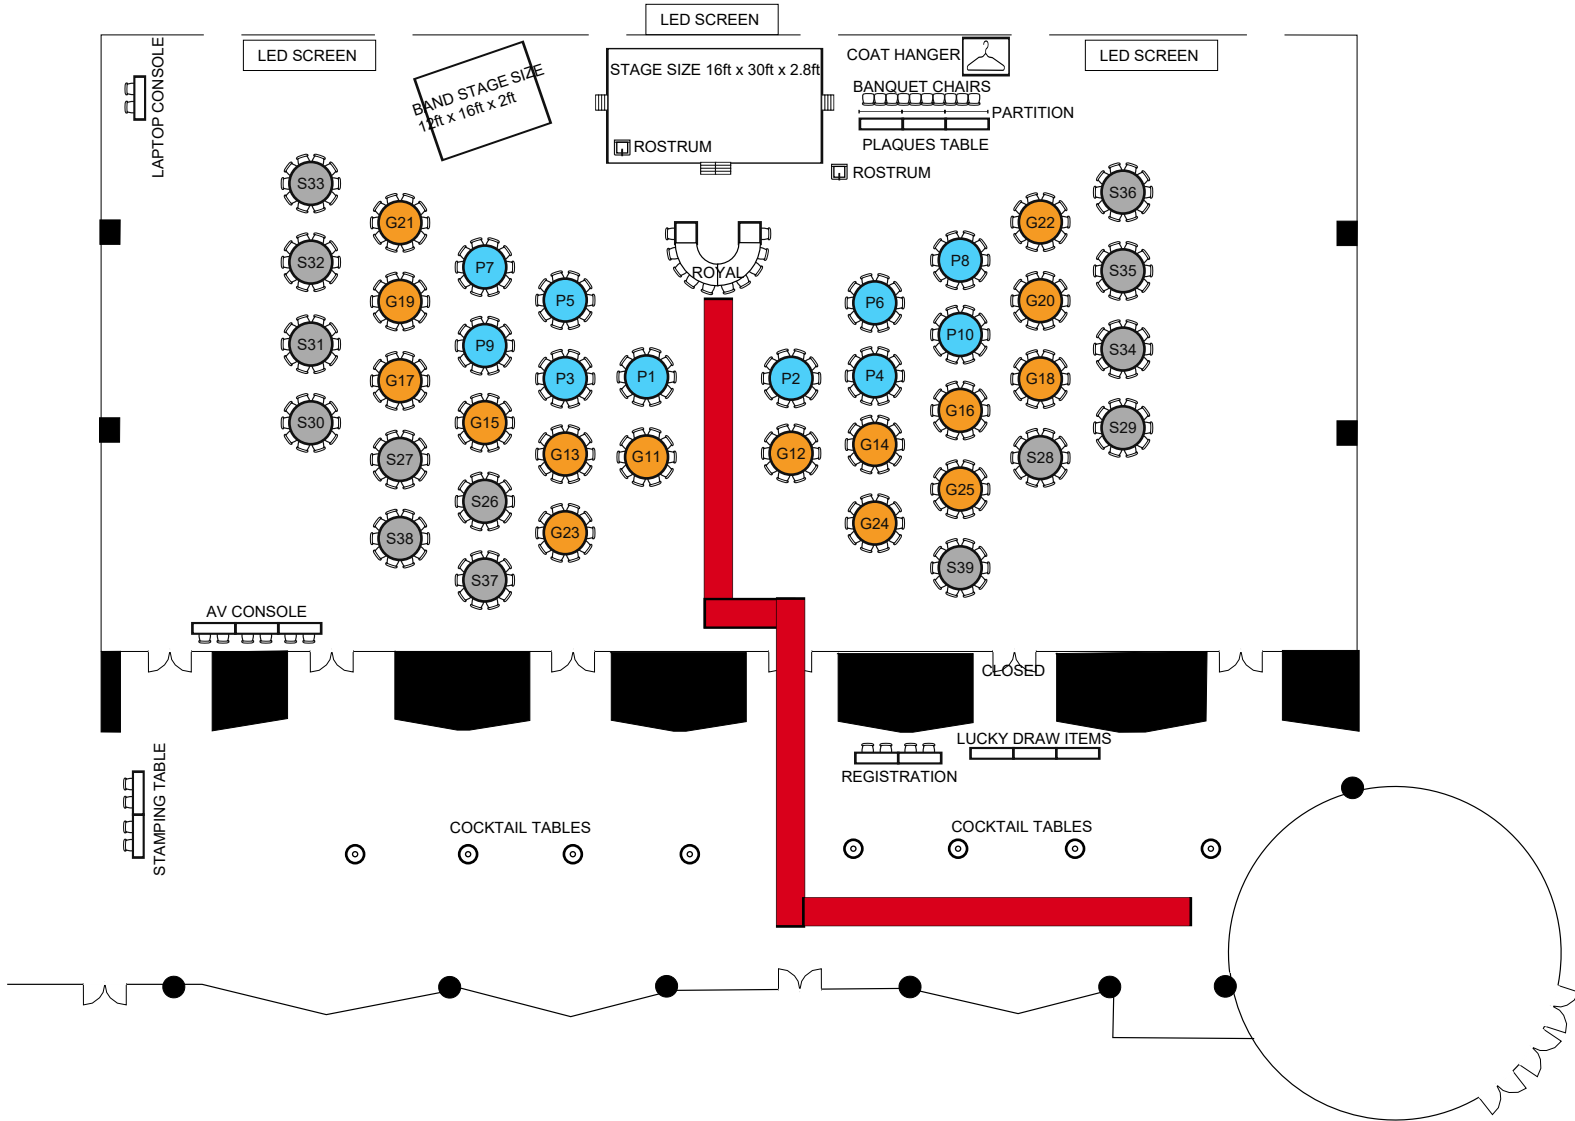 LED SCREEN
LED SCREEN
LED SCREEN
LAPTOP CONSOLE
BAND STAGE SIZE
12ft x 16ft x 2ft
STAGE SIZE 16ft x 30ft x 2.8ft
ROSTRUM
COAT HANGER
BANQUET CHAIRS
PARTITION
PLAQUES TABLE
ROSTRUM
ROYAL
S33
S32
S31
S30
G21
G19
G17
S27
S38
P7
P9
G15
S26
S37
P5
P3
G13
G23
P1
G11
P2
G12
P6
P4
G14
G24
P8
P10
G16
G25
S39
G22
G20
G18
S28
S36
S35
S34
S29
AV CONSOLE
CLOSED
STAMPING TABLE
REGISTRATION
LUCKY DRAW ITEMS
COCKTAIL TABLES
COCKTAIL TABLES